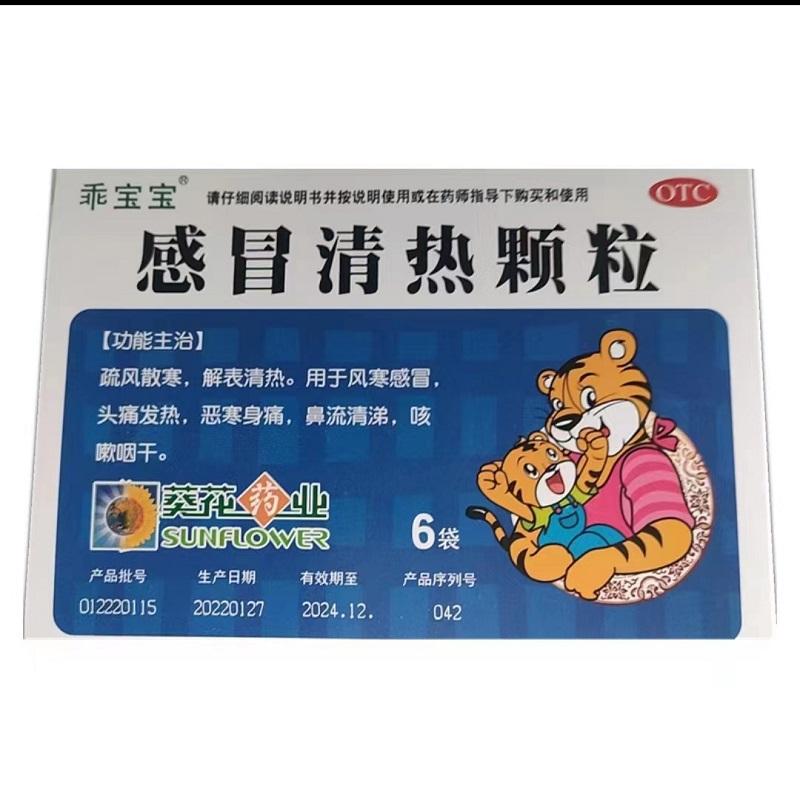 乖宝宝®
请仔细阅读说明书并按说明使用或在药师指导下购买和使用
OTC
感冒清热颗粒
【功能主治】
疏风散寒，解表清热。用于风寒感冒，
头痛发热，恶寒身痛，鼻流清涕，咳
嗽咽干。
葵花药业
SUNFLOWER
6袋
产品批号 生产日期 有效期至 产品序列号
012220115 20220127 2024.12. 042